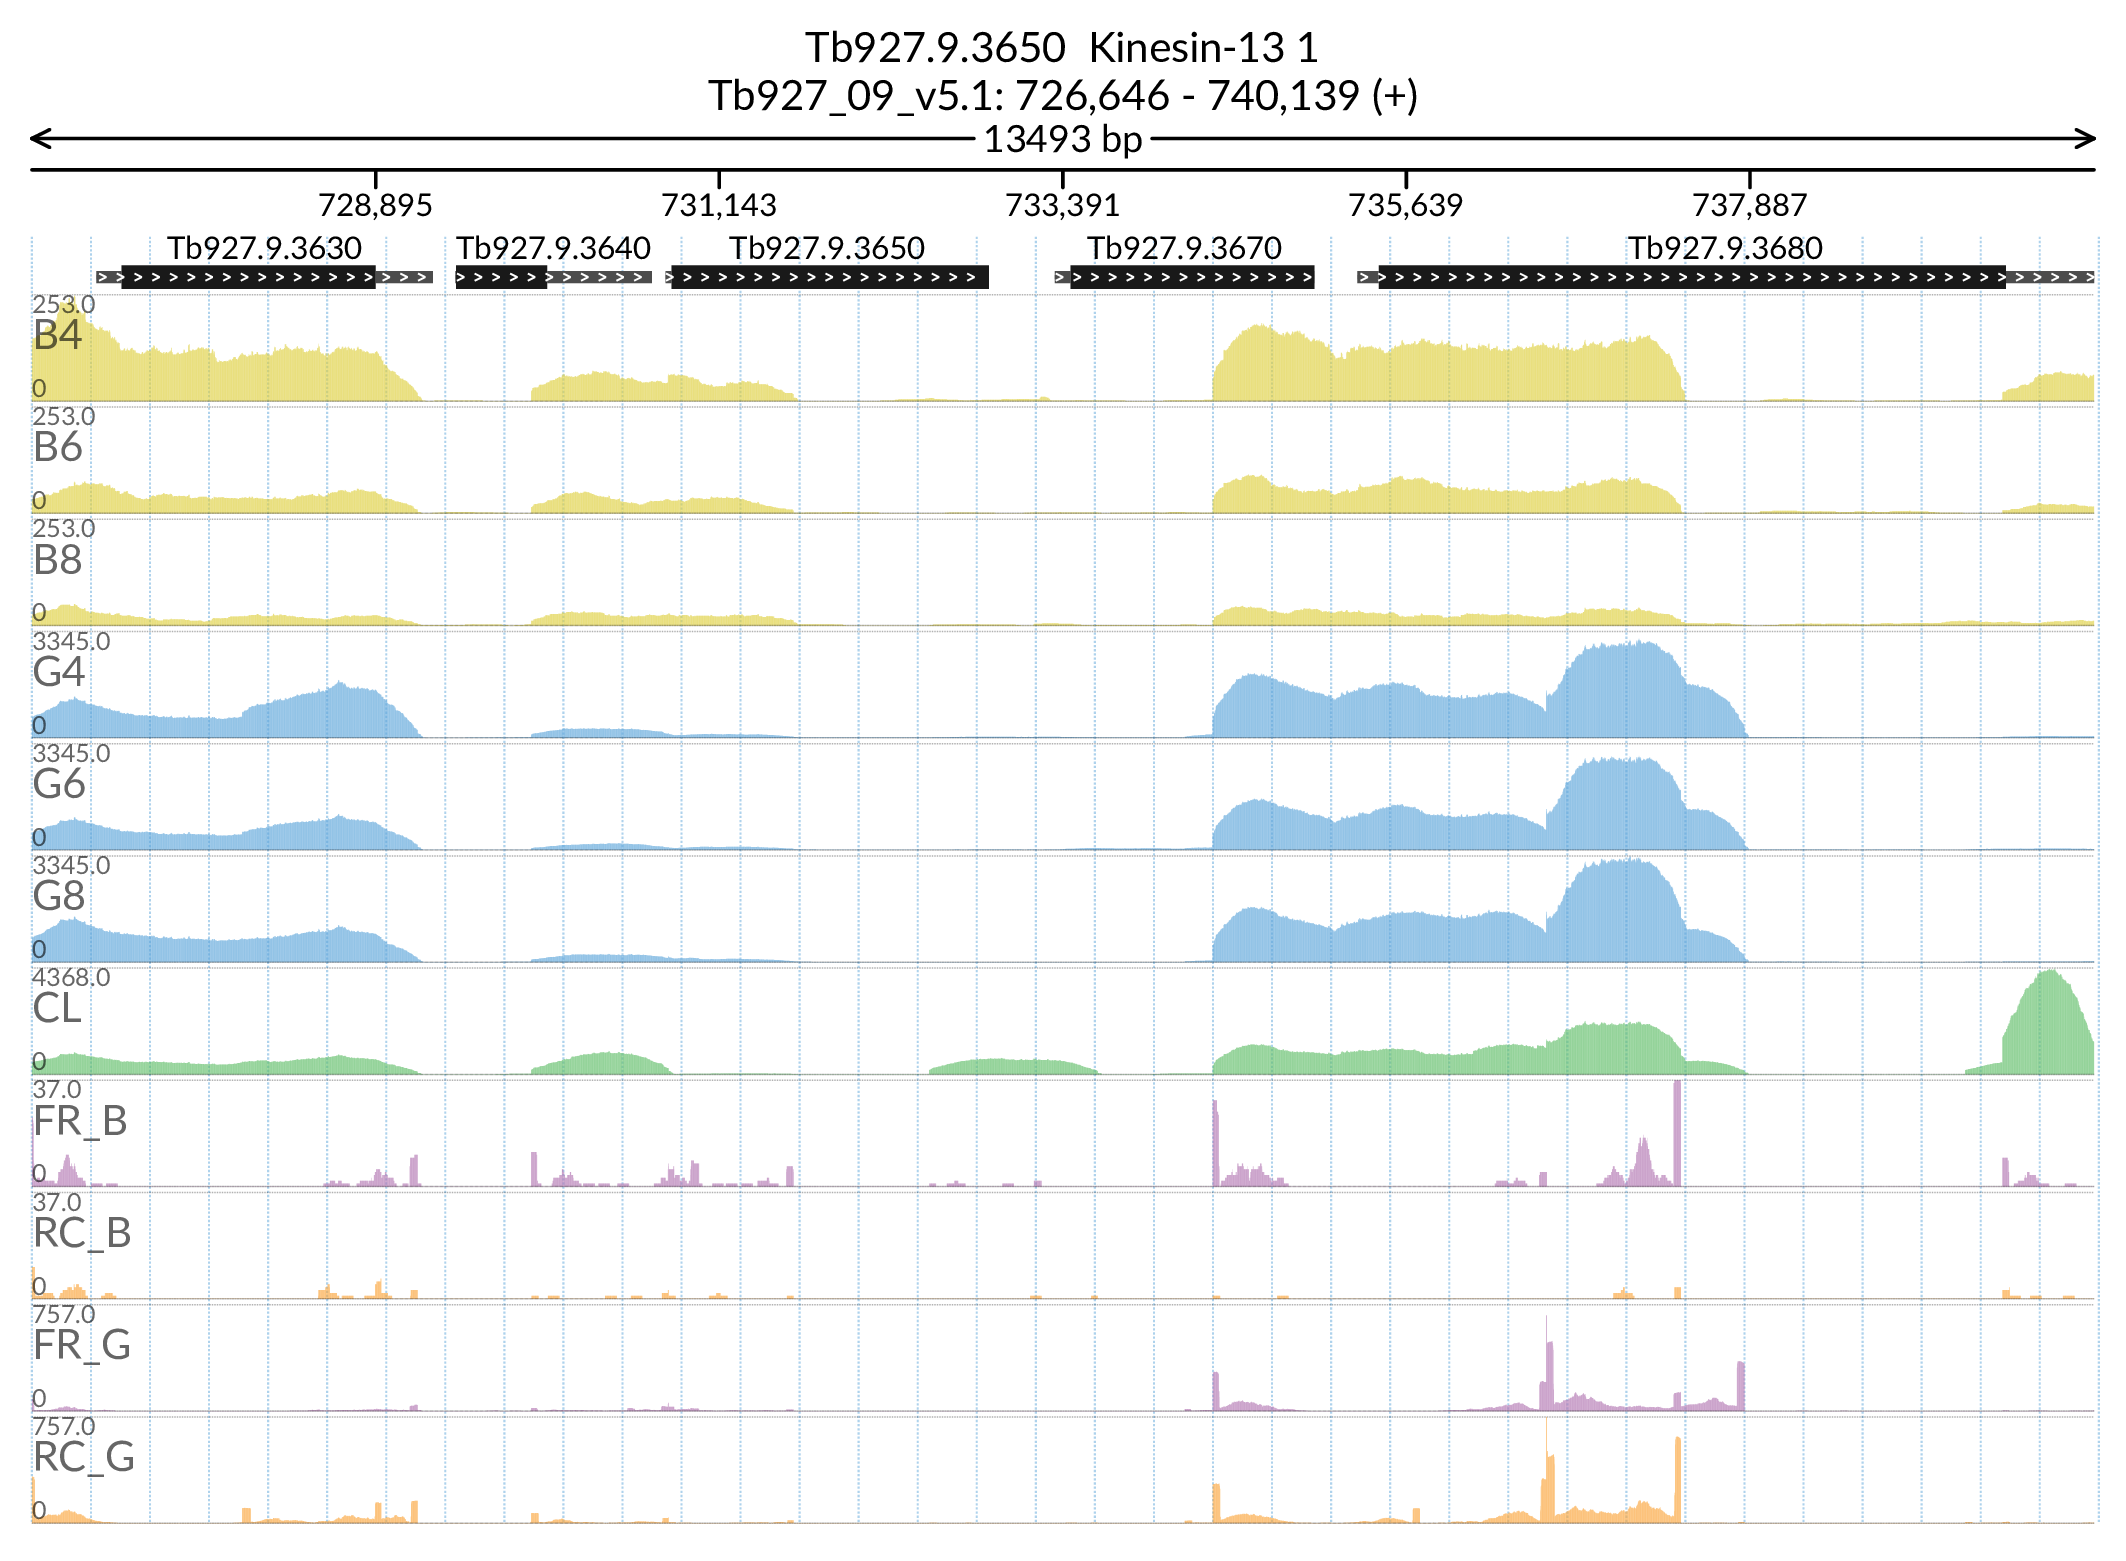 Tb927.9.3650  Kinesin-13 1
Tb927_09_v5.1: 726,646 - 740,139 (+)
13493 bp
728,895 731,143 733,391 735,639 737,887
Tb927.9.3630 Tb927.9.3640 Tb927.9.3650 Tb927.9.3670 Tb927.9.3680
253.0
B4
0
253.0
B6
0
253.0
B8
0
3345.0
G4
0
3345.0
G6
0
3345.0
G8
0
4368.0
CL
0
37.0
FR_B
0
37.0
RC_B
0
757.0
FR_G
0
757.0
RC_G
0